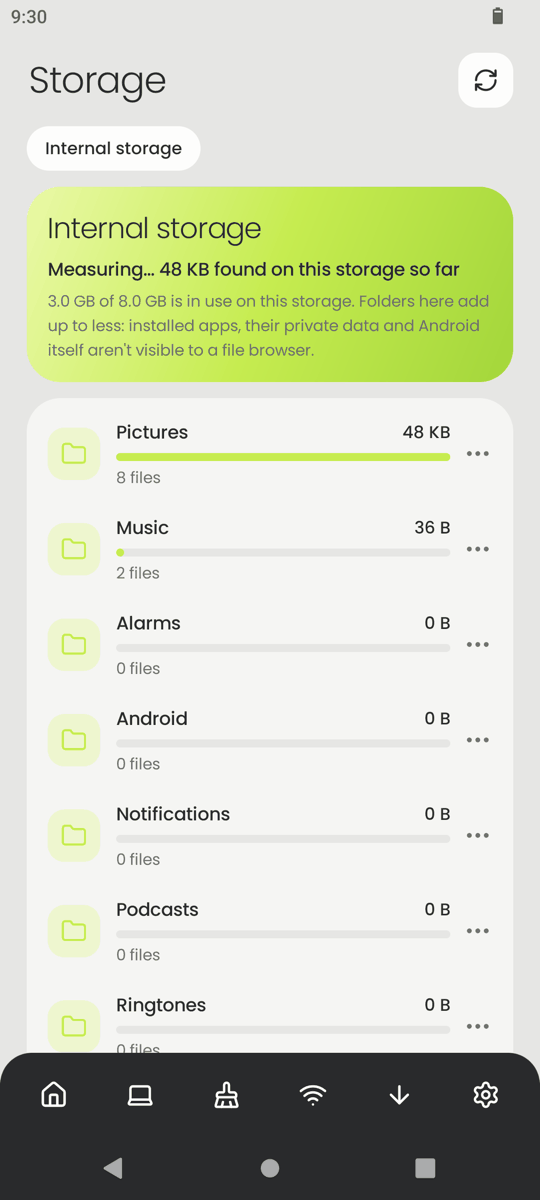 9:30
Storage
Internal storage
Internal storage
Measuring... 48 KB found on this storage so far
3.0 GB of 8.0 GB is in use on this storage. Folders here add
up to less: installed apps, their private data and Android
itself aren't visible to a file browser.
Pictures 48 KB
8 files
Music 36 B
2 files
Alarms 0 B
0 files
Android 0 B
0 files
Notifications 0 B
0 files
Podcasts 0 B
0 files
Ringtones 0 B
0 files